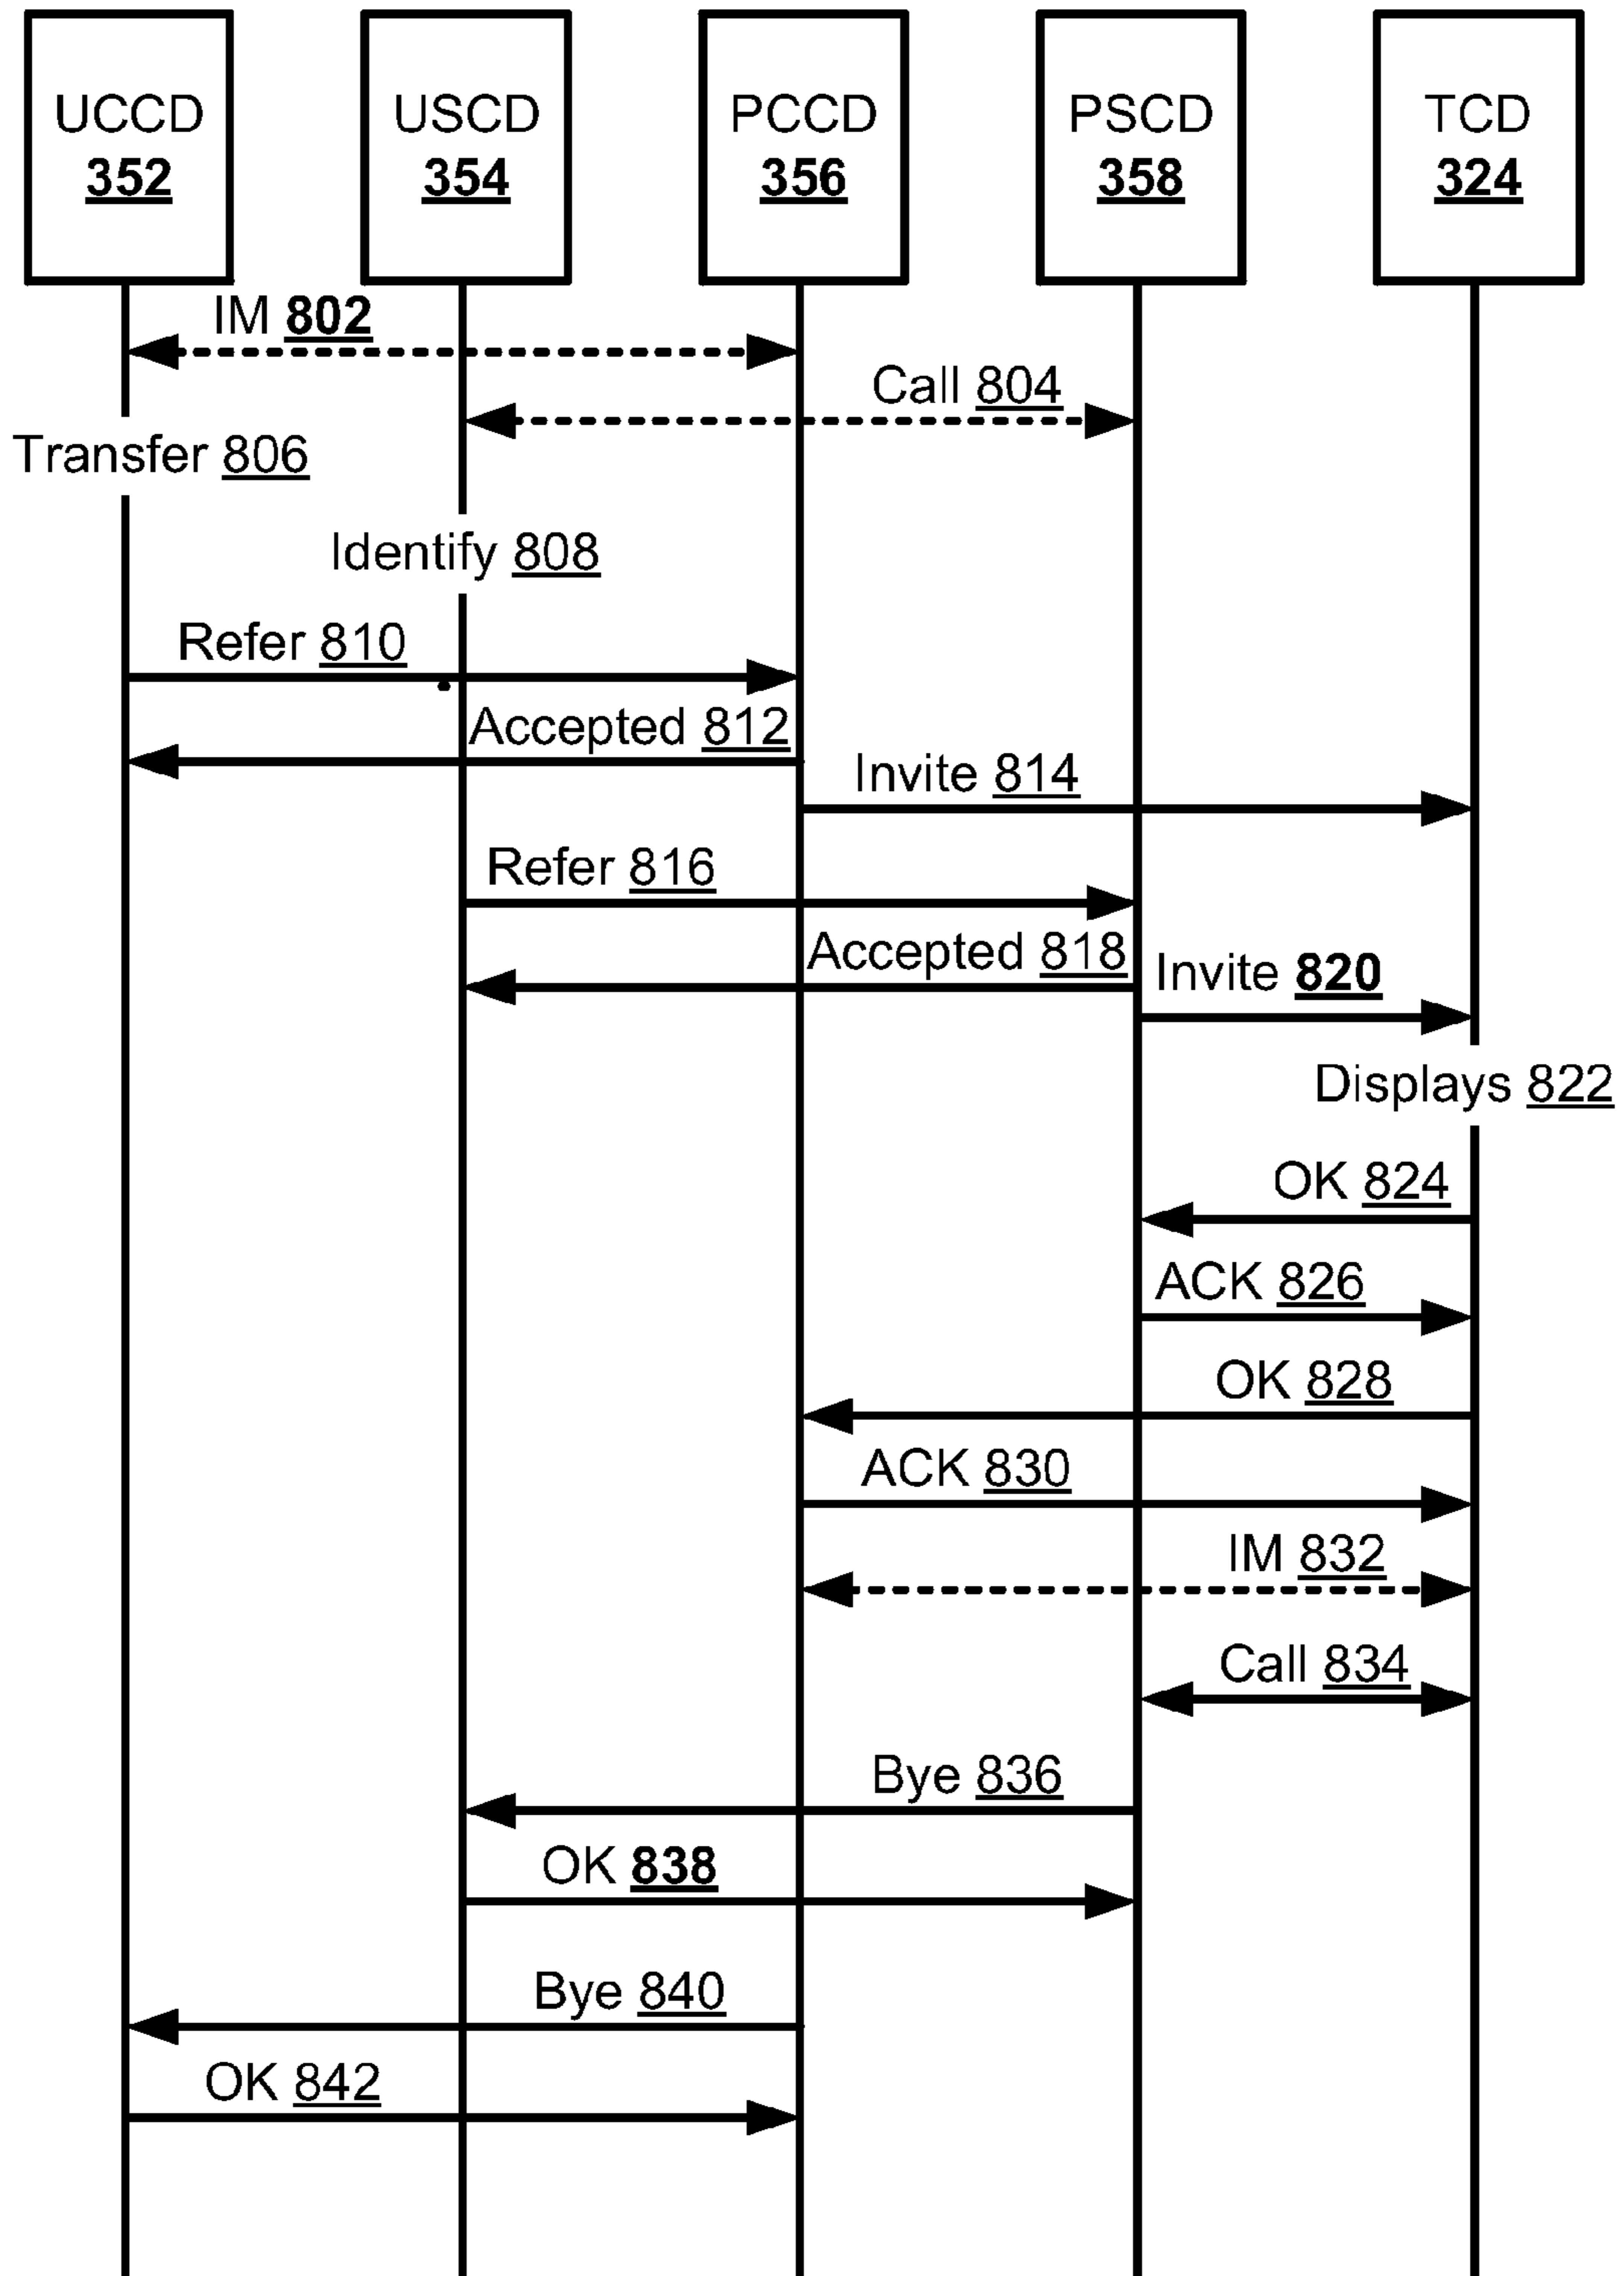 UCCD
352
USCD
354
PCCD
356
PSCD
358
TCD
324
IM 802
Call 804
Transfer 806
Identify 808
Refer 810
Accepted 812
Invite 814
Refer 816
Accepted 818
Invite 820
Displays 822
OK 824
ACK 826
OK 828
ACK 830
IM 832
Call 834
Bye 836
OK 838
Bye 840
OK 842